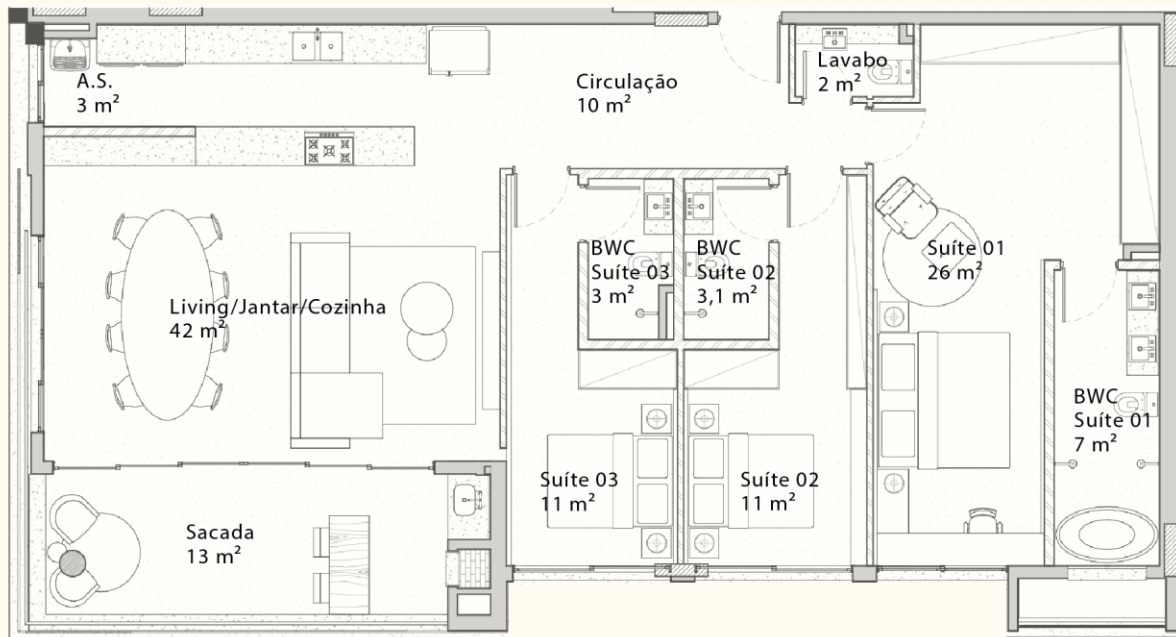 A.S.
3 m²
Circulação
10 m²
Lavabo
2 m²
Living/Jantar/Cozinha
42 m²
BWC
Suíte 03
3 m²
BWC
Suíte 02
3,1 m²
Suíte 01
26 m²
BWC
Suíte 01
7 m²
Sacada
13 m²
Suíte 03
11 m²
Suíte 02
11 m²